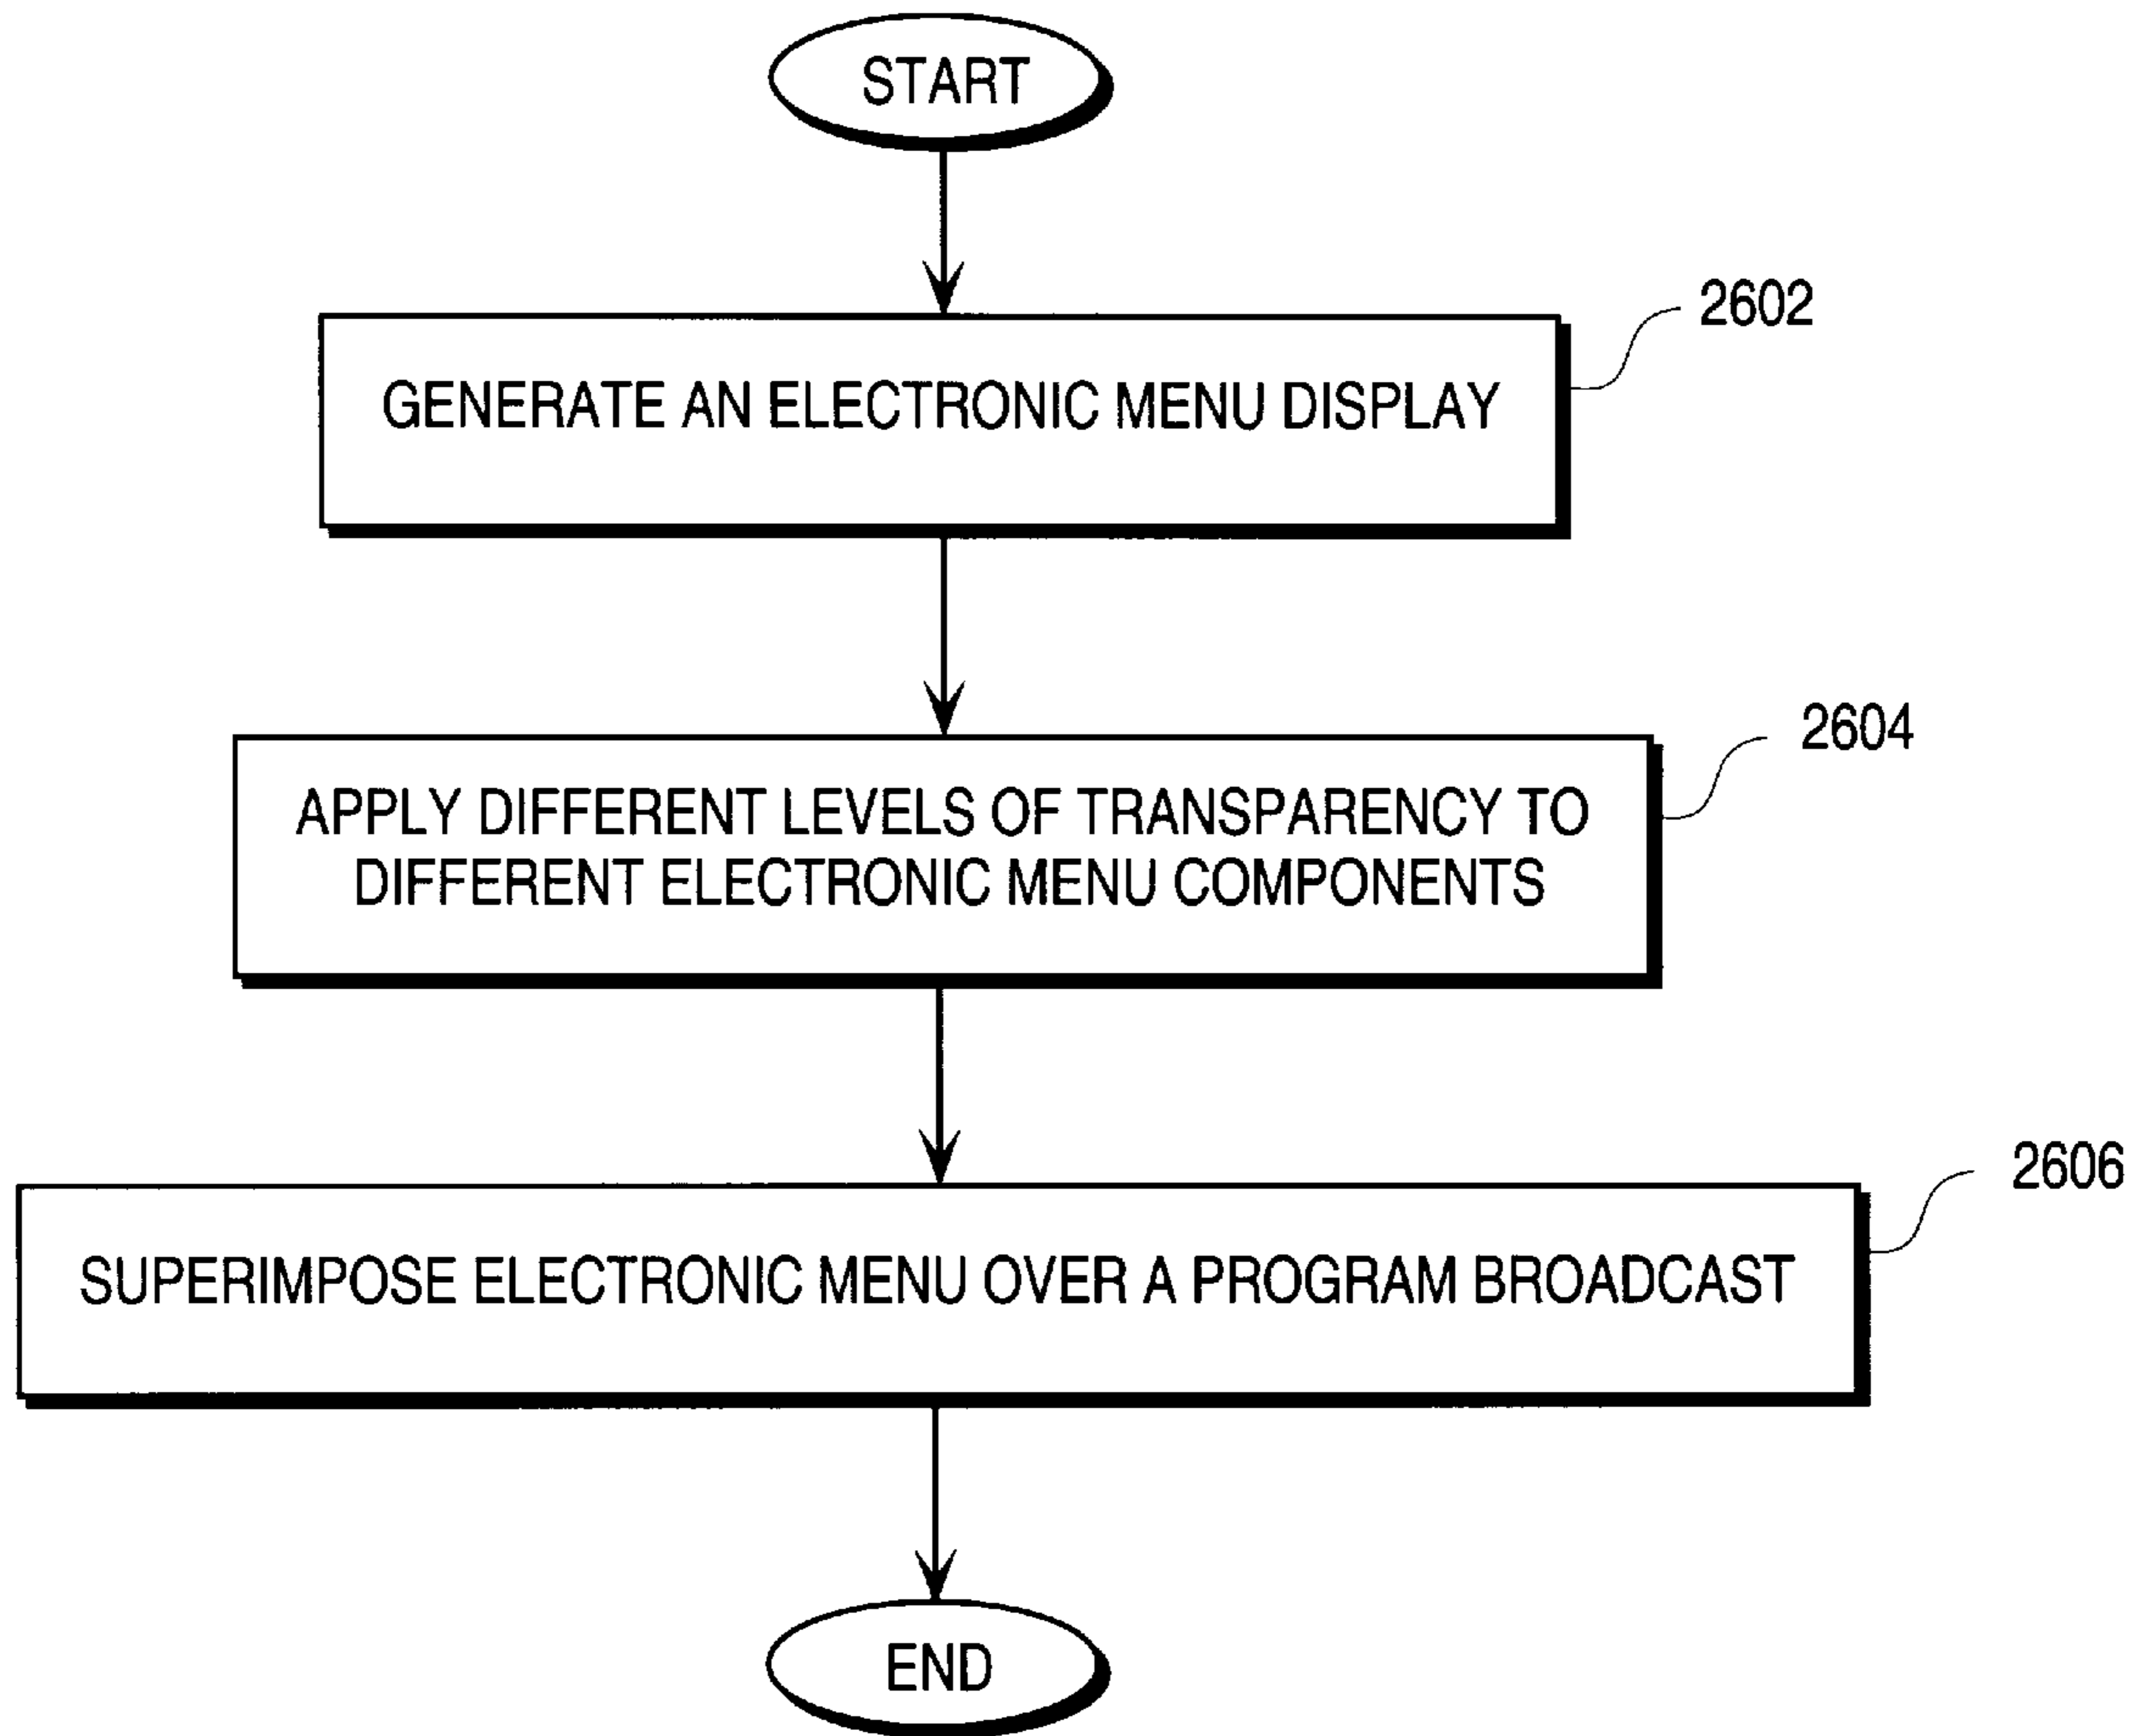 START
2602
GENERATE AN ELECTRONIC MENU DISPLAY
2604
APPLY DIFFERENT LEVELS OF TRANSPARENCY TO
DIFFERENT ELECTRONIC MENU COMPONENTS
2606
SUPERIMPOSE ELECTRONIC MENU OVER A PROGRAM BROADCAST
END